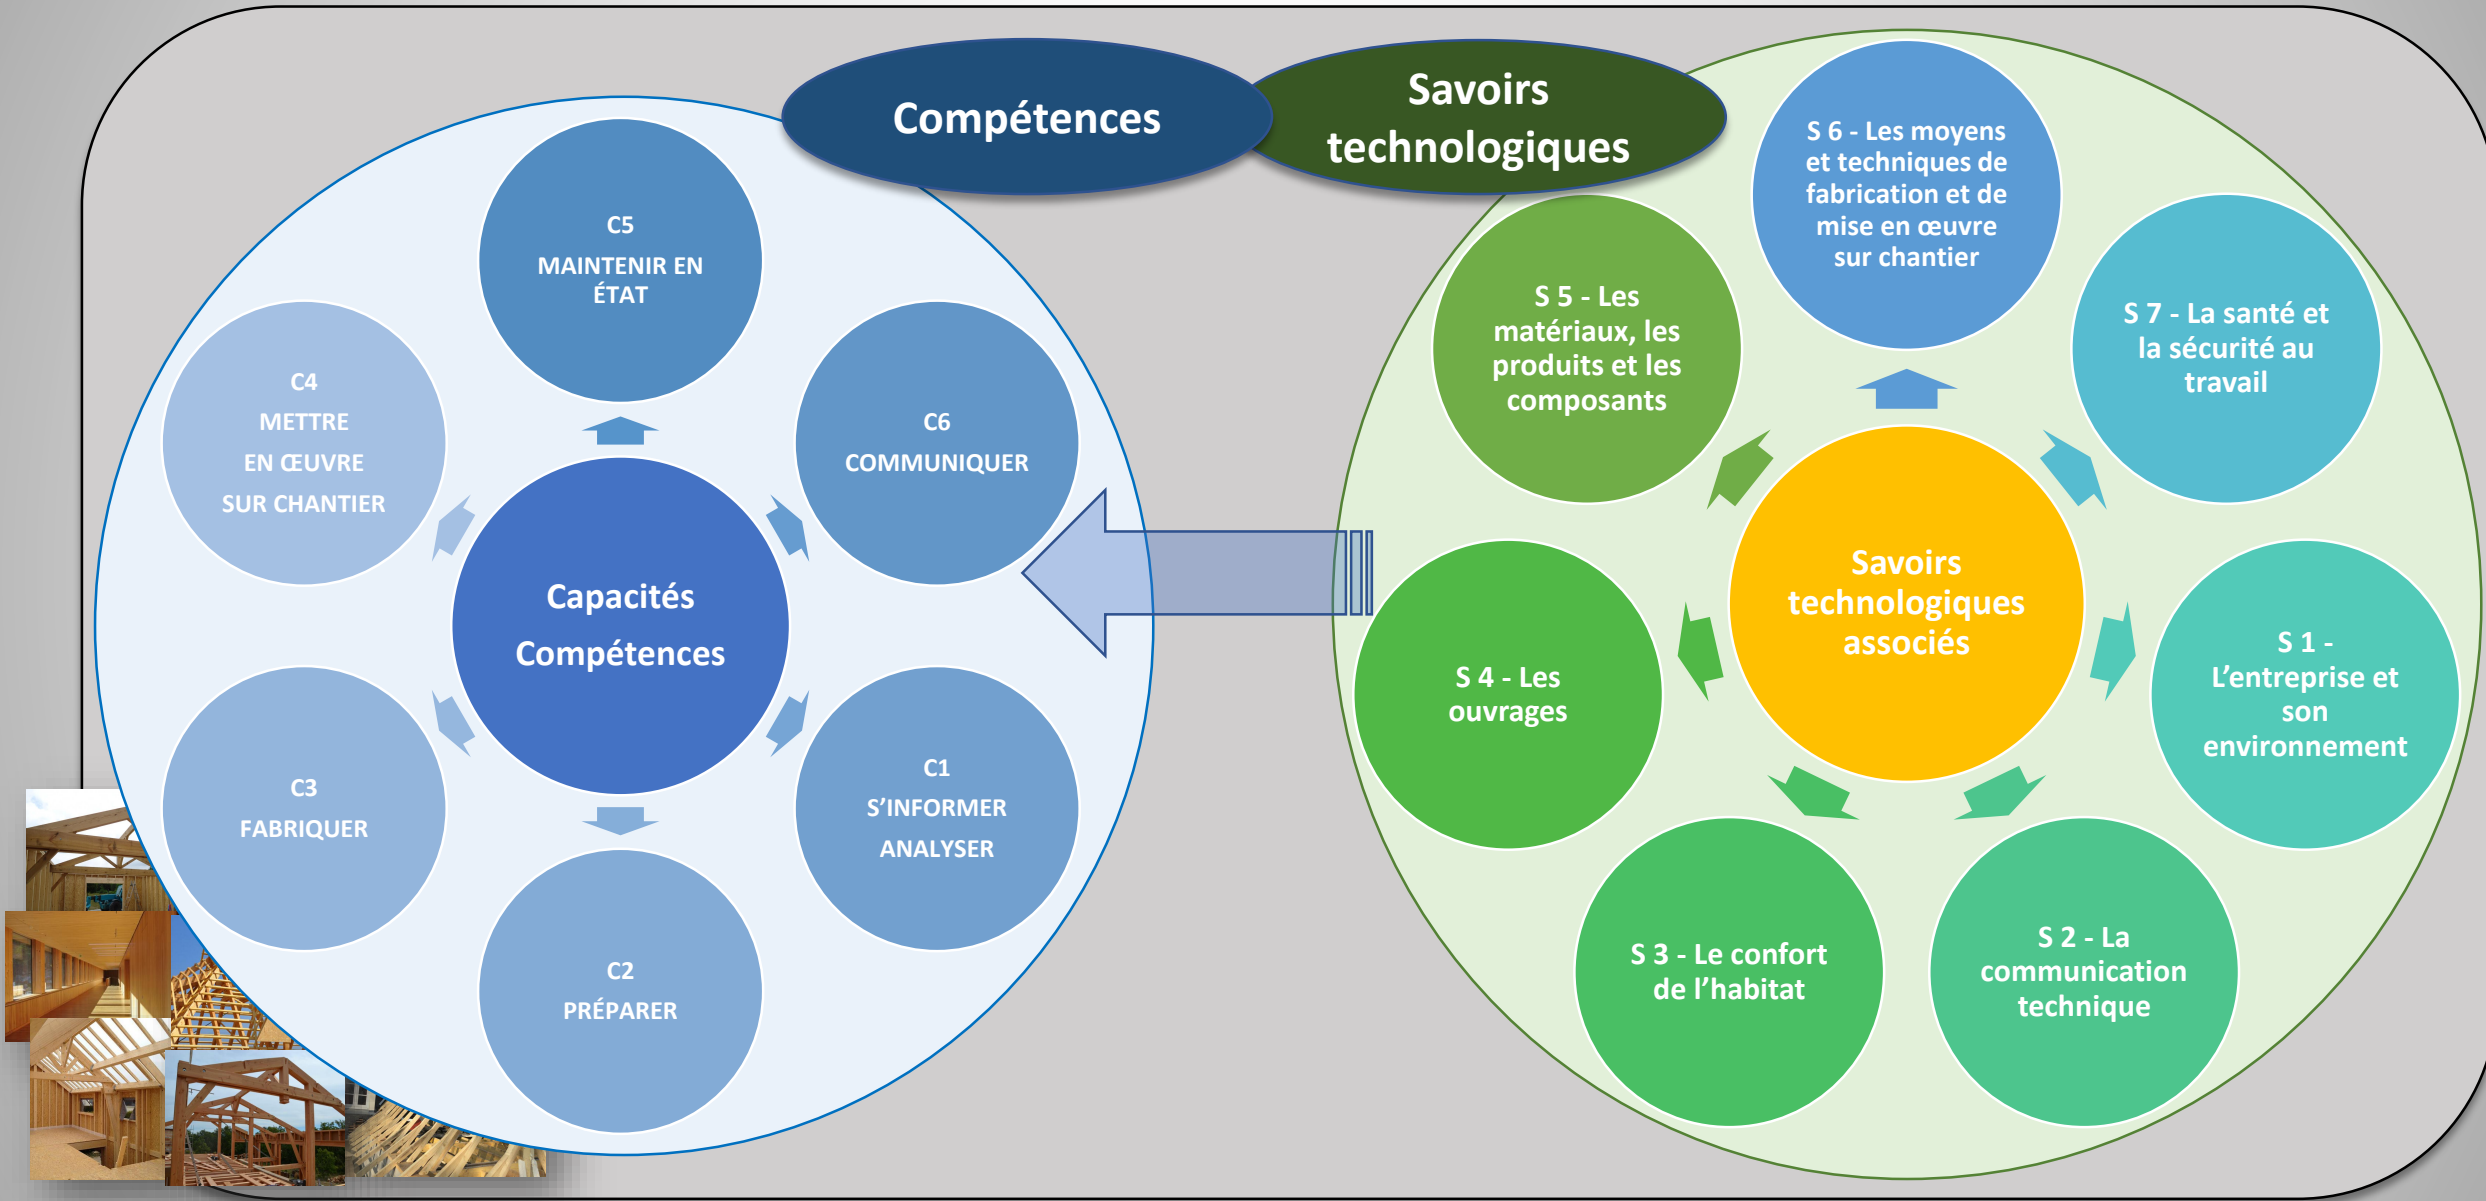 Compétences
Savoirs
technologiques
C5
MAINTENIR EN
ÉTAT
C6
COMMUNIQUER
C1
S’INFORMER
ANALYSER
C2
PRÉPARER
C3
FABRIQUER
C4
METTRE
EN ŒUVRE
SUR CHANTIER
Capacités
Compétences
S 6 - Les moyens
et techniques de
fabrication et de
mise en œuvre
sur chantier
S 7 - La santé et
la sécurité au
travail
S 1 -
L’entreprise et
son
environnement
S 2 - La
communication
technique
S 3 - Le confort
de l’habitat
S 4 - Les
ouvrages
S 5 - Les
matériaux, les
produits et les
composants
Savoirs
technologiques
associés